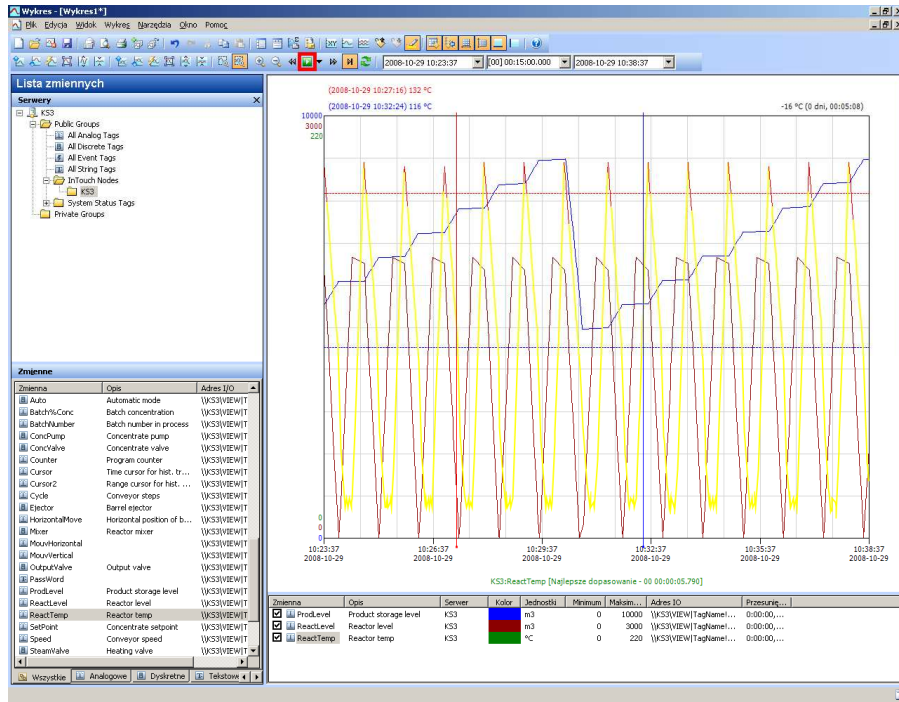 Wykres - [Wykres1*]
Plik Edycja Widok Wykres Narzędzia Okno Pomoc
2008-10-29 10:23:37 [00] 00:15:00.000 2008-10-29 10:38:37
Lista zmiennych
Serwery X
KS3
Public Groups
All Analog Tags
All Discrete Tags
All Event Tags
All String Tags
InTouch Nodes
KS3
System Status Tags
Private Groups
Zmienne
Zmienna Opis Adres I/O
Auto Automatic mode \\KS3\VIEW|T
Batch%Conc Batch concentration \\KS3\VIEW|T
BatchNumber Batch number in process \\KS3\VIEW|T
ConcPump Concentrate pump \\KS3\VIEW|T
ConcValve Concentrate valve \\KS3\VIEW|T
Counter Program counter \\KS3\VIEW|T
Cursor Time cursor for hist. tr... \\KS3\VIEW|T
Cursor2 Range cursor for hist. ... \\KS3\VIEW|T
Cycle Conveyor steps \\KS3\VIEW|T
Ejector Barrel ejector \\KS3\VIEW|T
HorizontalMove Horizontal position of b... \\KS3\VIEW|T
Mixer Reactor mixer \\KS3\VIEW|T
MouvHorizontal \\KS3\VIEW|T
MouvVertical \\KS3\VIEW|T
OutputValve Output valve \\KS3\VIEW|T
PassWord \\KS3\VIEW|T
ProdLevel Product storage level \\KS3\VIEW|T
ReactLevel Reactor level \\KS3\VIEW|T
ReactTemp Reactor temp \\KS3\VIEW|T
SetPoint Concentrate setpoint \\KS3\VIEW|T
Speed Conveyor speed \\KS3\VIEW|T
SteamValve Heating valve \\KS3\VIEW|T
Wszystkie Analogowe Dyskretne Tekstowe
(2008-10-29 10:27:16) 132 °C
(2008-10-29 10:32:24) 116 °C -16 °C (0 dni, 00:05:08)
10000
3000
220
0
0
0
10:23:37 10:26:37 10:29:37 10:32:37 10:35:37 10:38:37
2008-10-29 2008-10-29 2008-10-29 2008-10-29 2008-10-29 2008-10-29
KS3:ReactTemp [Najlepsze dopasowanie - 00 00:00:05.790]
Zmienna Opis Serwer Kolor Jednostki Minimum Maksim... Adres IO Przesunię...
ProdLevel Product storage level KS3 m3 0 10000 \\KS3\VIEW|TagName!... 0:00:00,...
ReactLevel Reactor level KS3 m3 0 3000 \\KS3\VIEW|TagName!... 0:00:00,...
ReactTemp Reactor temp KS3 °C 0 220 \\KS3\VIEW|TagName!... 0:00:00,...